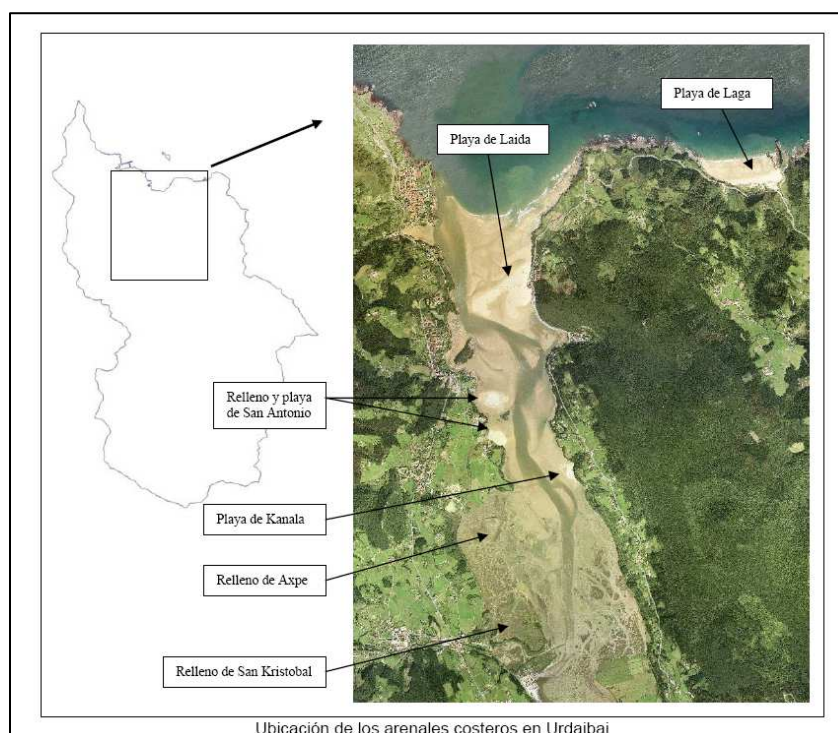 Playa de Laga
Playa de Laida
Relleno y playa
de San Antonio
Playa de Kanala
Relleno de Axpe
Relleno de San Kristobal
Ubicación de los arenales costeros en Urdaibai